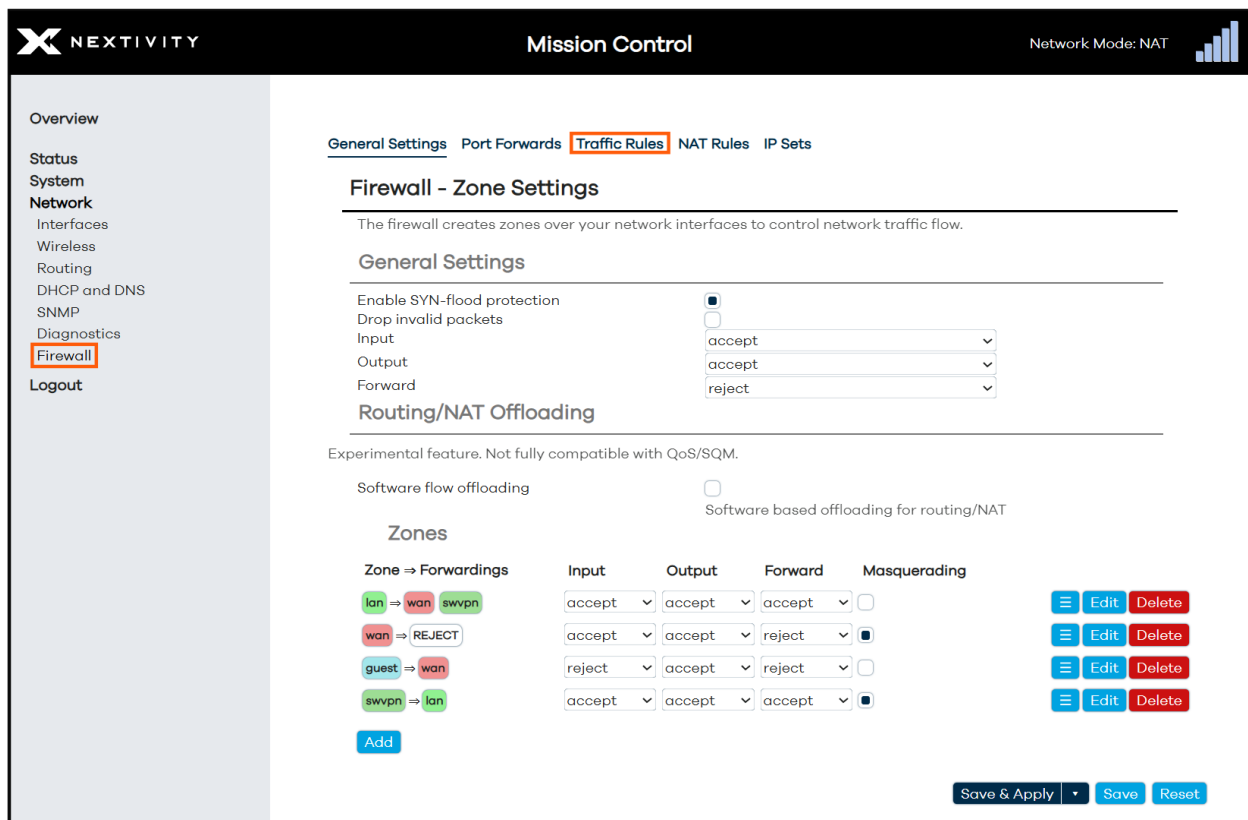 NEXTIVITY
Mission Control
Network Mode: NAT
Overview
Status
System
Network
Interfaces
Wireless
Routing
DHCP and DNS
SNMP
Diagnostics
Firewall
Logout
General Settings Port Forwards Traffic Rules NAT Rules IP Sets
Firewall - Zone Settings
The firewall creates zones over your network interfaces to control network traffic flow.
General Settings
Enable SYN-flood protection
Drop invalid packets
Input accept
Output accept
Forward reject
Routing/NAT Offloading
Experimental feature. Not fully compatible with QoS/SQM.
Software flow offloading
Software based offloading for routing/NAT
Zones
Zone ⇒ Forwardings Input Output Forward Masquerading
lan ⇒ wan swvpn accept accept accept Edit Delete
wan ⇒ REJECT accept accept reject Edit Delete
guest ⇒ wan reject accept reject Edit Delete
swvpn ⇒ lan accept accept accept Edit Delete
Add
Save & Apply Save Reset